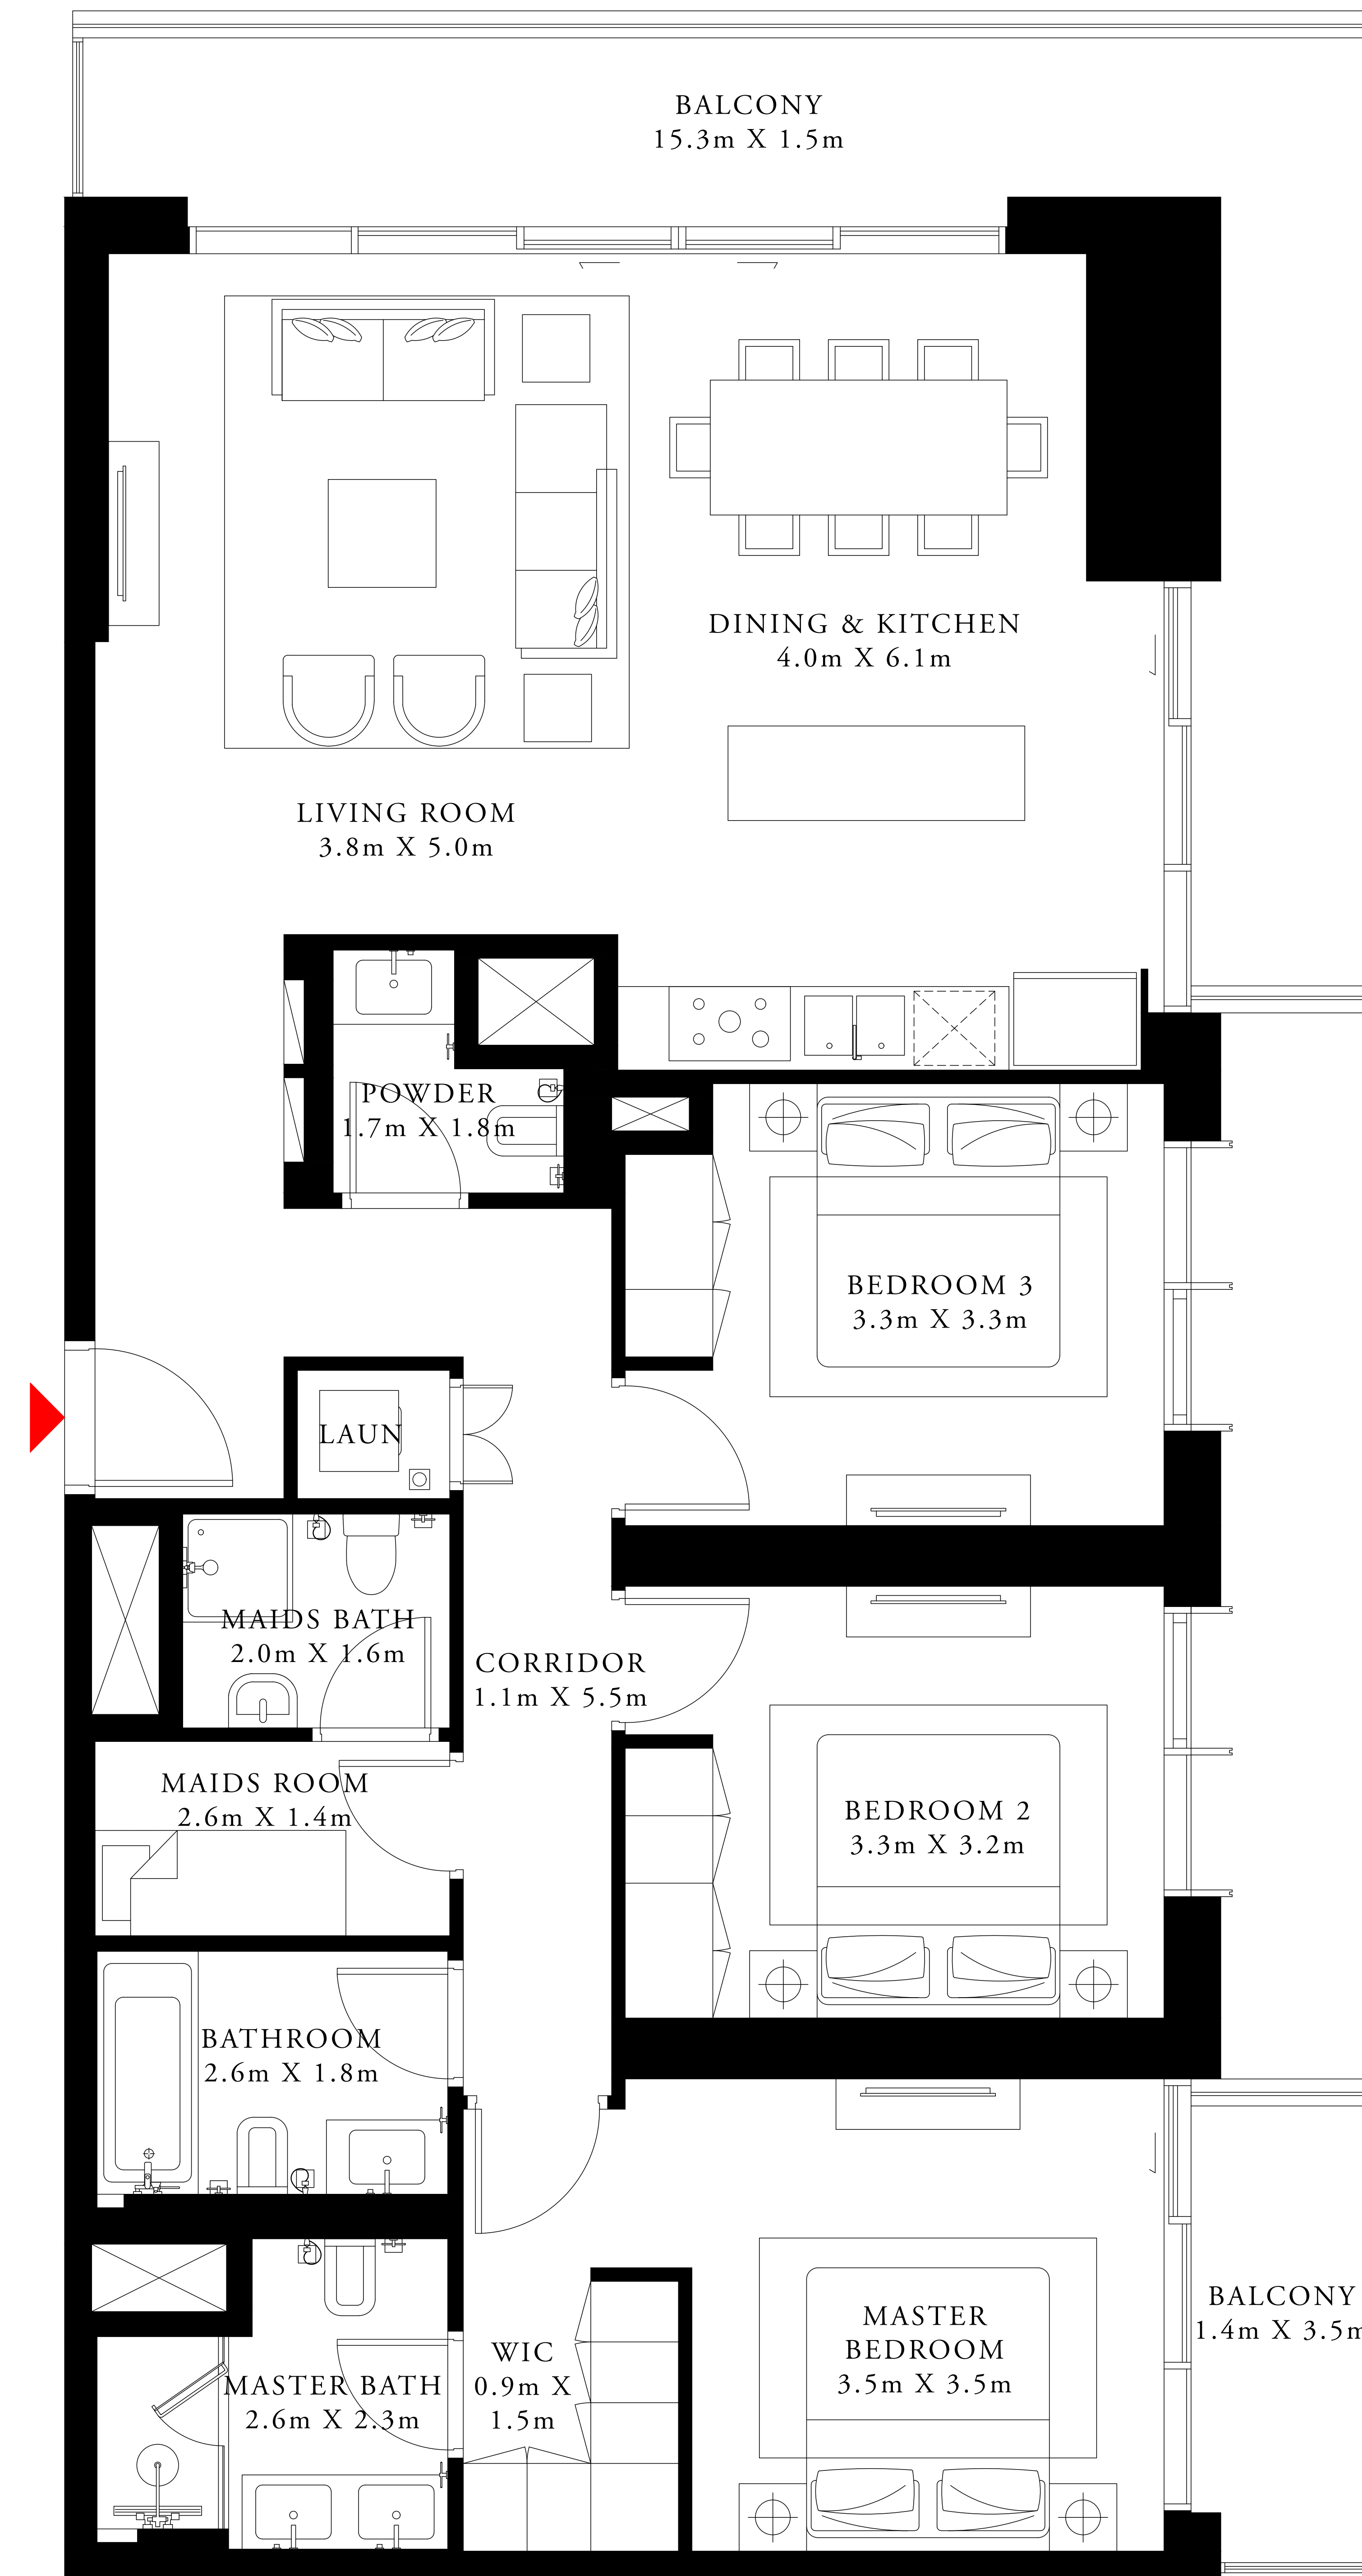 BALCONY
15.3m X 1.5m
DINING & KITCHEN
4.0m X 6.1m
LIVING ROOM
3.8m X 5.0m
POWDER
1.7m X 1.8m
BEDROOM 3
3.3m X 3.3m
LAUN
MAIDS BATH
2.0m X 1.6m
CORRIDOR
1.1m X 5.5m
MAIDS ROOM
2.6m X 1.4m
BEDROOM 2
3.3m X 3.2m
BATHROOM
2.6m X 1.8m
BALCONY
1.4m X 3.5m
MASTER
BEDROOM
3.5m X 3.5m
WIC
0.9m X
1.5m
MASTER BATH
2.6m X 2.3m